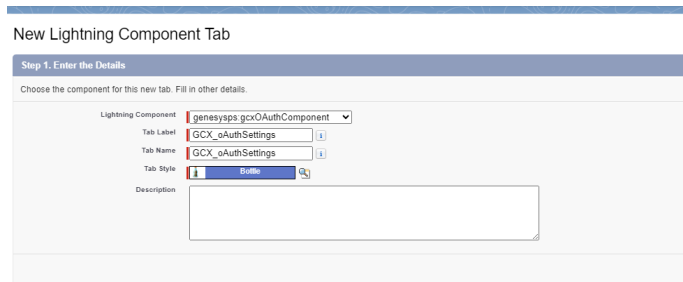 New Lightning Component Tab
Step 1. Enter the Details
Choose the component for this new tab. Fill in other details.
Lightning Component genesysps:gcxOAuthComponent
Tab Label GCX_oAuthSettings
Tab Name GCX_oAuthSettings
Tab Style Bottle
Description